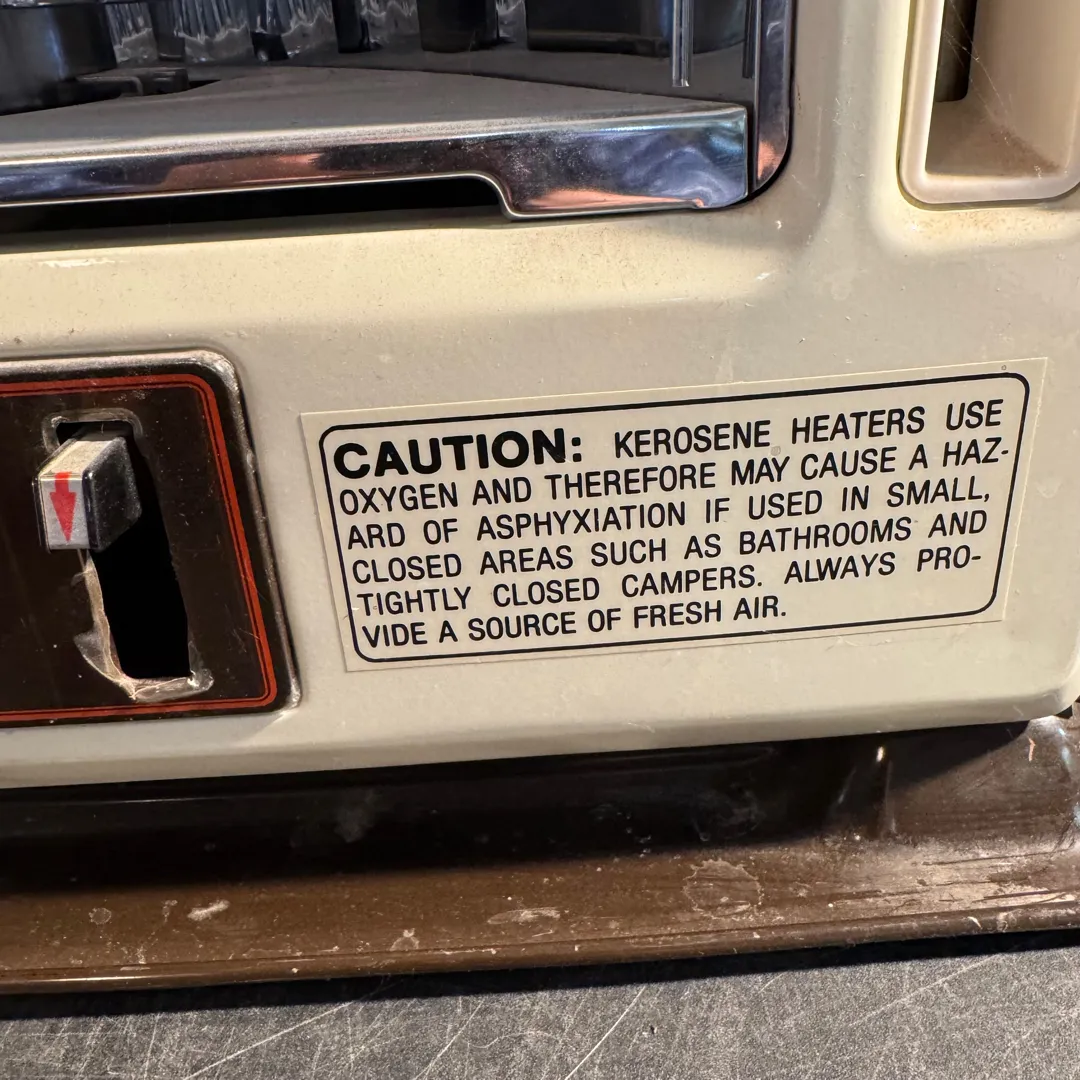 CAUTION: KEROSENE HEATERS USE
OXYGEN AND THEREFORE MAY CAUSE A HAZ-
ARD OF ASPHYXIATION IF USED IN SMALL,
CLOSED AREAS SUCH AS BATHROOMS AND
TIGHTLY CLOSED CAMPERS. ALWAYS PRO-
VIDE A SOURCE OF FRESH AIR.